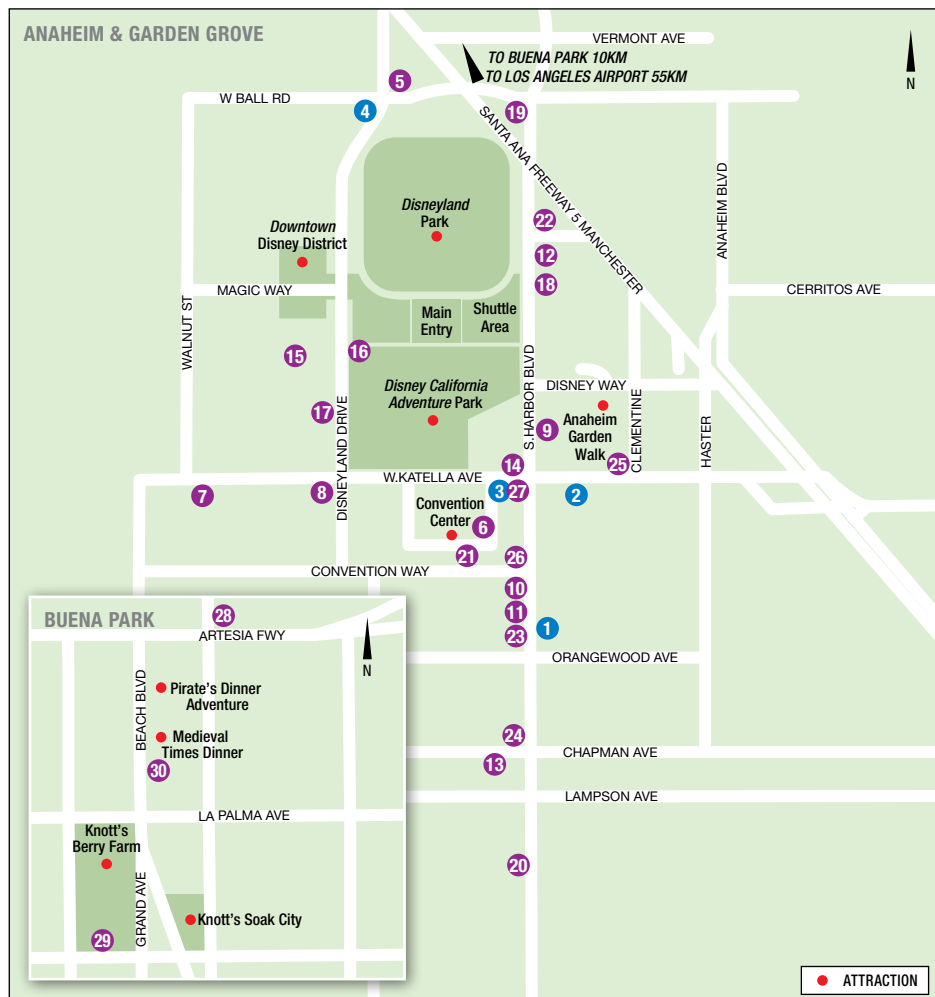 ANAHEIM & GARDEN GROVE
VERMONT AVE
TO BUENA PARK 10KM
TO LOS ANGELES AIRPORT 55KM
N
5
W BALL RD
4
19
SANTA ANA FREEWAY 5 MANCHESTER
ANAHEIM BLVD
Disneyland
Park
22
Downtown
Disney District
12
18
MAGIC WAY
CERRITOS AVE
WALNUT ST
Main
Entry
Shuttle
Area
15
16
S.HARBOR BLVD
Disney California
Adventure Park
DISNEY WAY
17
DISNEYLAND DRIVE
9
Anaheim
Garden
Walk
CLEMENTINE
HASTER
14
25
W.KATELLA AVE
7
8
3
27
2
Convention
Center
6
21
26
CONVENTION WAY
10
11
1
23
ORANGEWOOD AVE
24
CHAPMAN AVE
13
LAMPSON AVE
20
BUENA PARK
28
ARTESIA FWY
N
BEACH BLVD
Pirate's Dinner
Adventure
Medieval
Times Dinner
30
LA PALMA AVE
Knott's
Berry Farm
GRAND AVE
Knott's Soak City
29
ATTRACTION